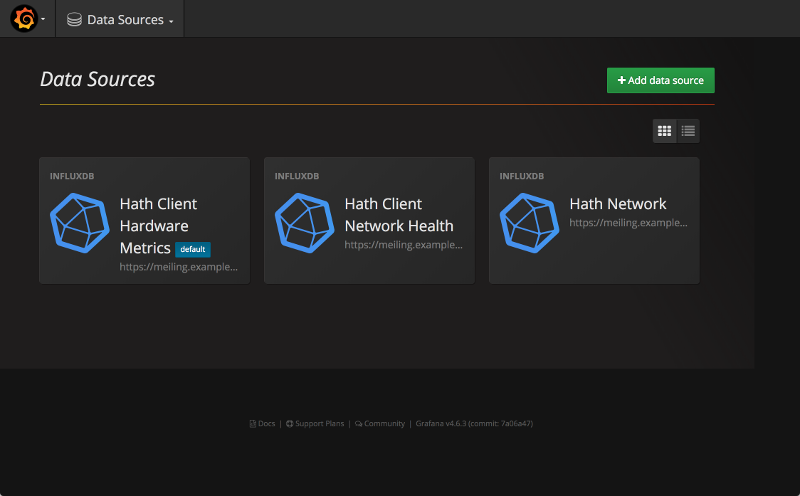 Data Sources
Data Sources
Add data source
INFLUXDB
Hath Client
Hardware
Metrics default
https://meiling.example...
INFLUXDB
Hath Client
Network Health
https://meiling.example...
INFLUXDB
Hath Network
https://meiling.example...
Docs | Support Plans | Community | Grafana v4.6.3 (commit: 7a06a47)